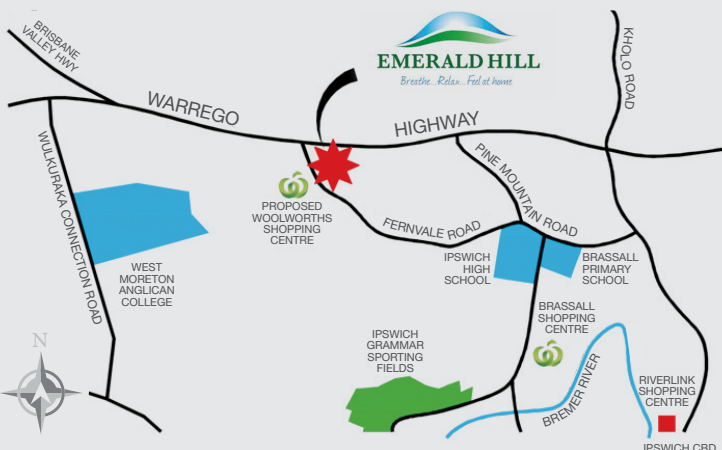 BRISBANE
VALLEY HWY
EMERALD HILL
Breathe...Relax...Feel at home
KHOLO ROAD
WARREGO
HIGHWAY
WULKURAKA CONNECTION ROAD
PINE MOUNTAIN ROAD
PROPOSED
WOOLWORTHS
SHOPPING
CENTRE
FERNVALE ROAD
WEST
MORETON
ANGLICAN
COLLEGE
IPSWICH
HIGH
SCHOOL
BRASSALL
PRIMARY
SCHOOL
BRASSALL
SHOPPING
CENTRE
N
IPSWICH
GRAMMAR
SPORTING
FIELDS
BREMER RIVER
RIVERLINK
SHOPPING
CENTRE
IPSWICH CBD